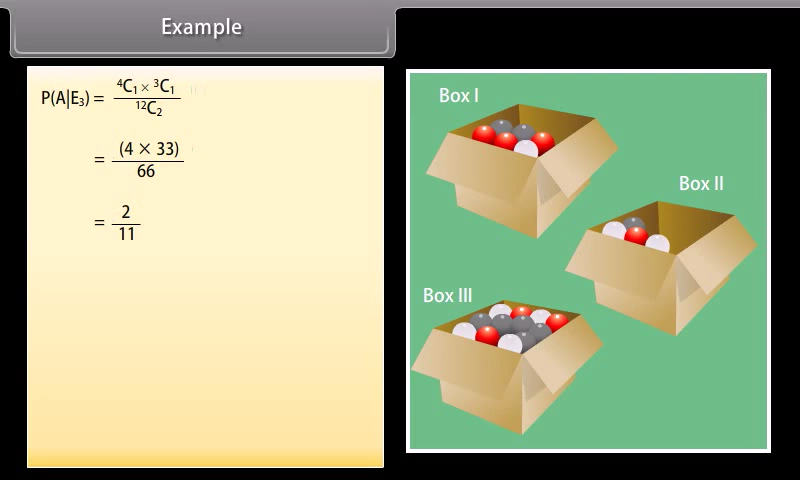 Example
P(A|E₃) = ⁴C₁ × ³C₁ / ¹²C₂
= (4 × 33) / 66
= 2 / 11
Box I
Box II
Box III